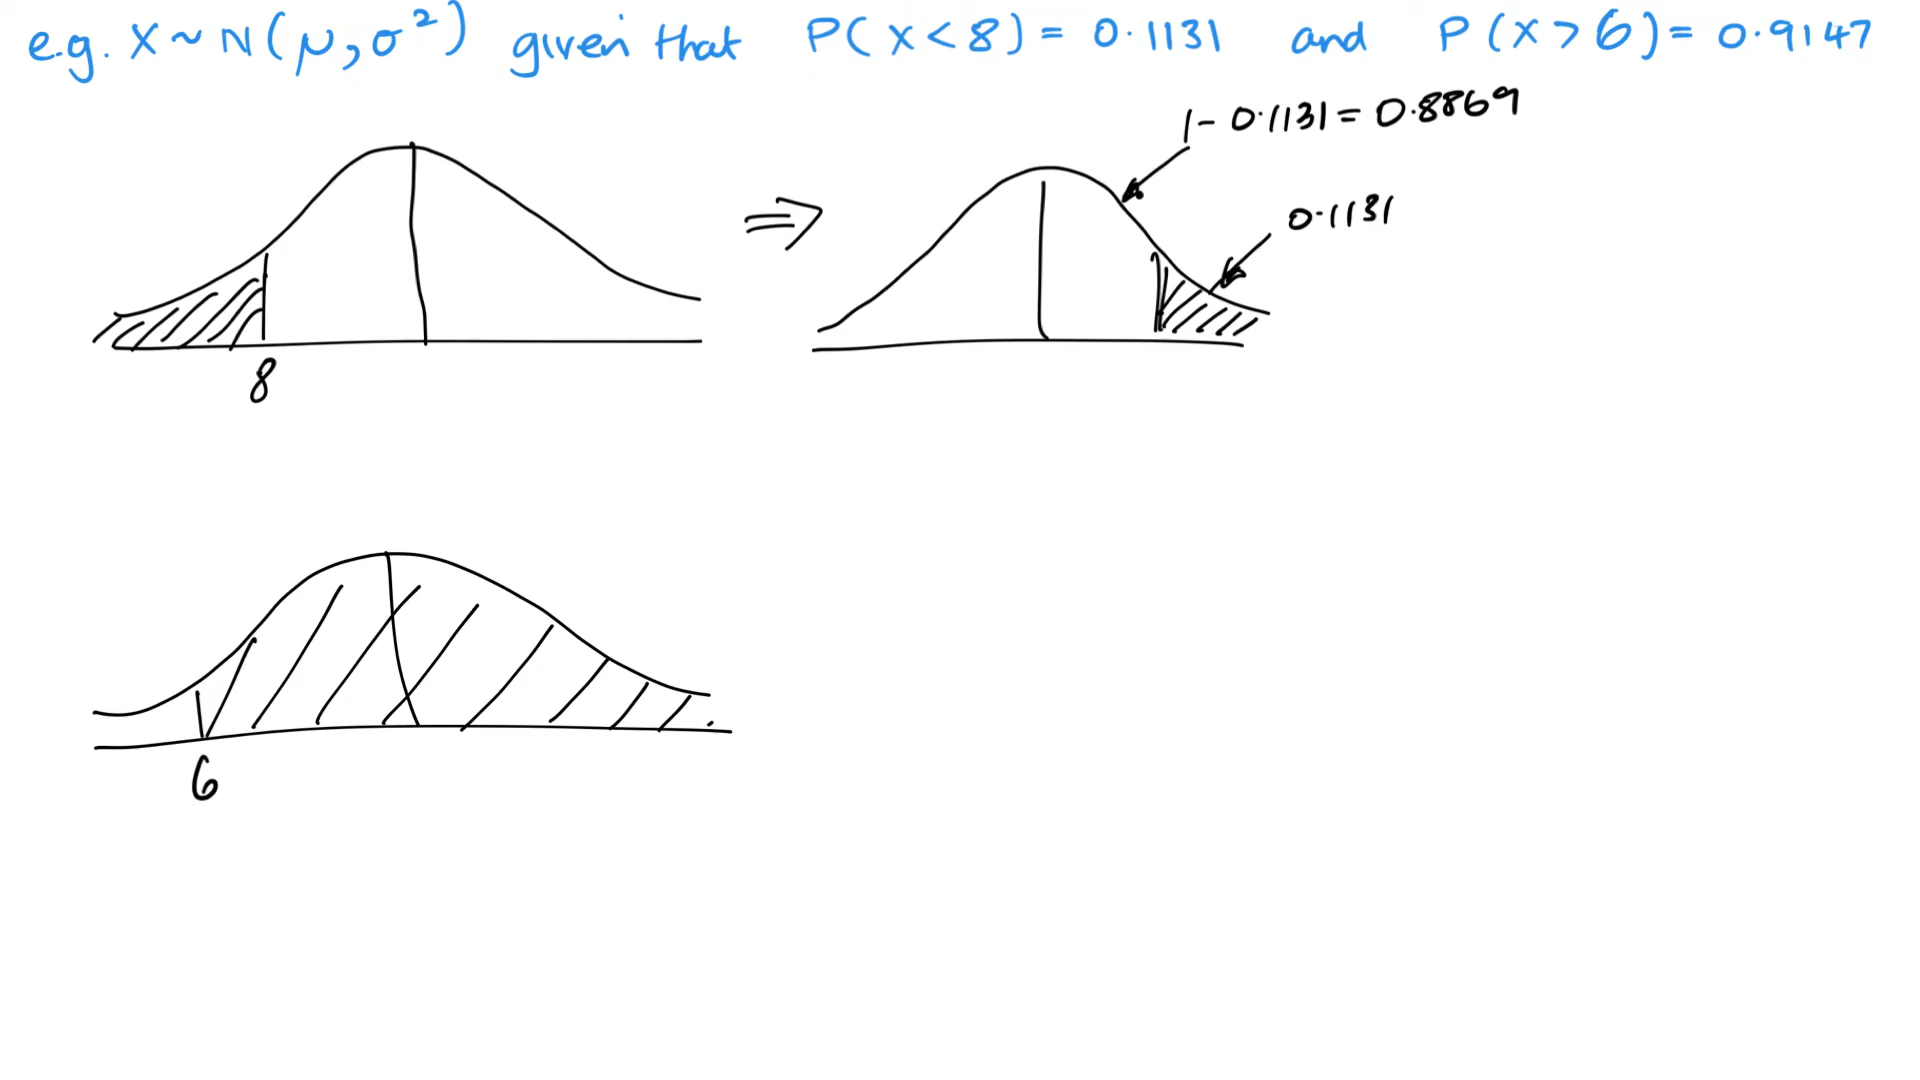 e.g. X ~ N(μ, σ²) given that P(X < 8) = 0.1131 and P(X > 6) = 0.9147
1 - 0.1131 = 0.8869
0.1131
8
6